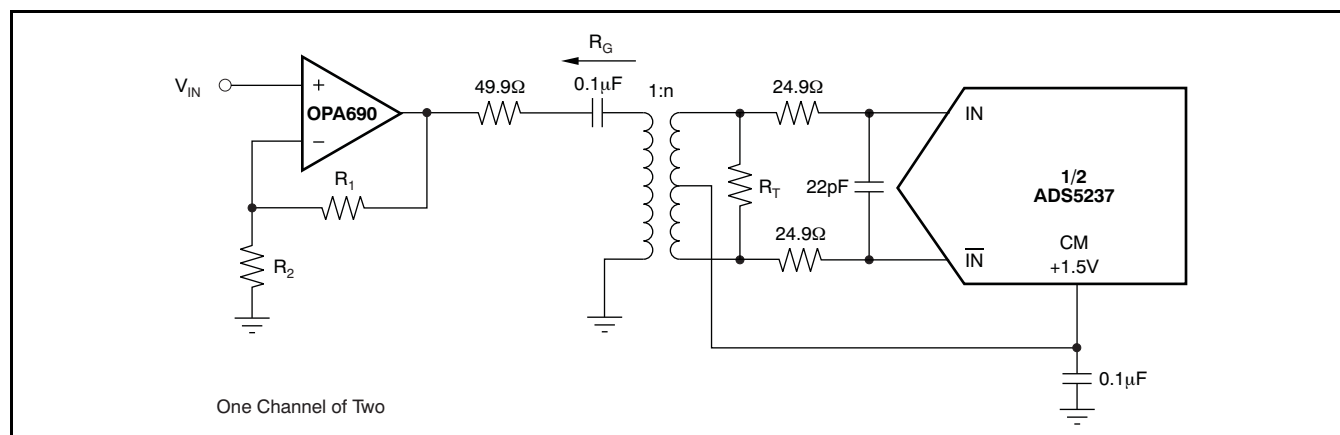 R_G
V_IN
+
OPA690
−
49.9Ω
0.1µF
1:n
24.9Ω
IN
R_1
R_T
22pF
1/2
ADS5237
24.9Ω
I̅N̅
CM
+1.5V
R_2
0.1µF
One Channel of Two